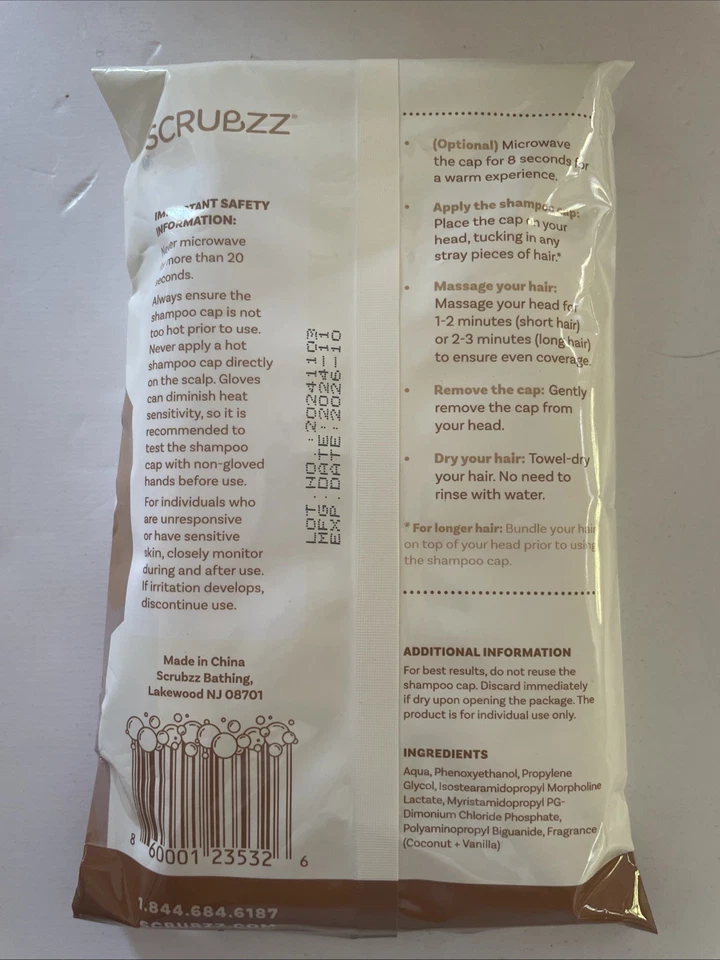 SCRUBZZ®
IMPORTANT SAFETY
INFORMATION:
Never microwave
more than 20
seconds.
Always ensure the
shampoo cap is not
too hot prior to use.
Never apply a hot
shampoo cap directly
on the scalp. Gloves
can diminish heat
sensitivity, so it is
recommended to
test the shampoo
cap with non-gloved
hands before use.
For individuals who
are unresponsive
or have sensitive
skin, closely monitor
during and after use.
If irritation develops,
discontinue use.
Made in China
Scrubzz Bathing,
Lakewood NJ 08701
8 60001 23532 6
1.844.684.6187
SCRUBZZ.COM
LOT: NO.:20241103
MFG: DATE:2024-11
EXP. DATE:2026-10
• (Optional) Microwave
the cap for 8 seconds for
a warm experience.
• Apply the shampoo cap:
Place the cap on your
head, tucking in any
stray pieces of hair.*
• Massage your hair:
Massage your head for
1-2 minutes (short hair)
or 2-3 minutes (long hair)
to ensure even coverage.
• Remove the cap: Gently
remove the cap from
your head.
• Dry your hair: Towel-dry
your hair. No need to
rinse with water.
* For longer hair: Bundle your hair
on top of your head prior to using
the shampoo cap.
ADDITIONAL INFORMATION
For best results, do not reuse the
shampoo cap. Discard immediately
if dry upon opening the package. The
product is for individual use only.
INGREDIENTS
Aqua, Phenoxyethanol, Propylene
Glycol, Isostearamidopropyl Morpholine
Lactate, Myristamidopropyl PG-
Dimonium Chloride Phosphate,
Polyaminopropyl Biguanide, Fragrance
(Coconut + Vanilla)